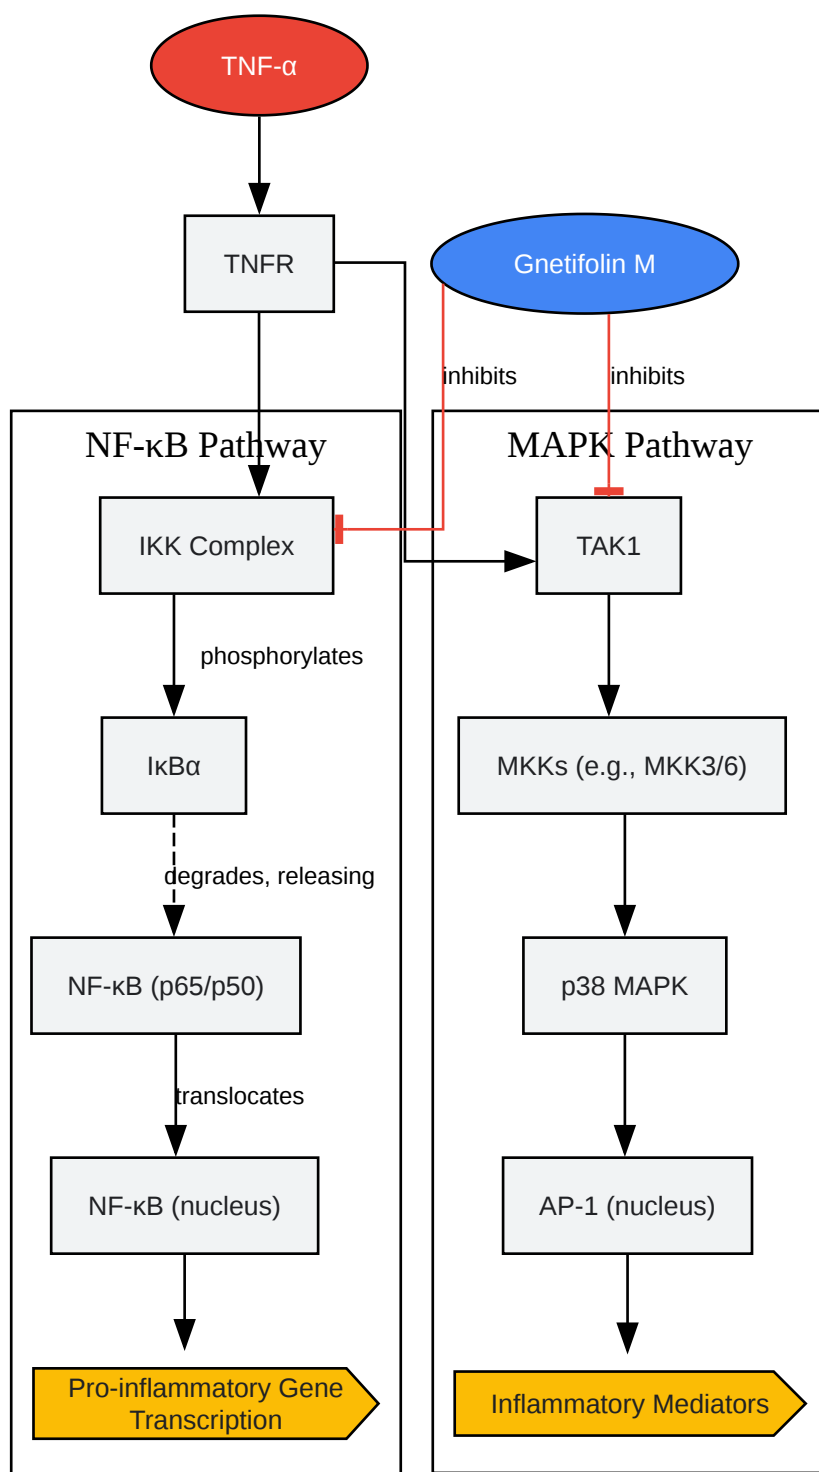 TNF-α
TNFR
Gnetifolin M
inhibits
inhibits
NF-κB Pathway
MAPK Pathway
IKK Complex
TAK1
phosphorylates
IκBα
MKKs (e.g., MKK3/6)
degrades, releasing
NF-κB (p65/p50)
p38 MAPK
translocates
NF-κB (nucleus)
AP-1 (nucleus)
Pro-inflammatory Gene
Transcription
Inflammatory Mediators